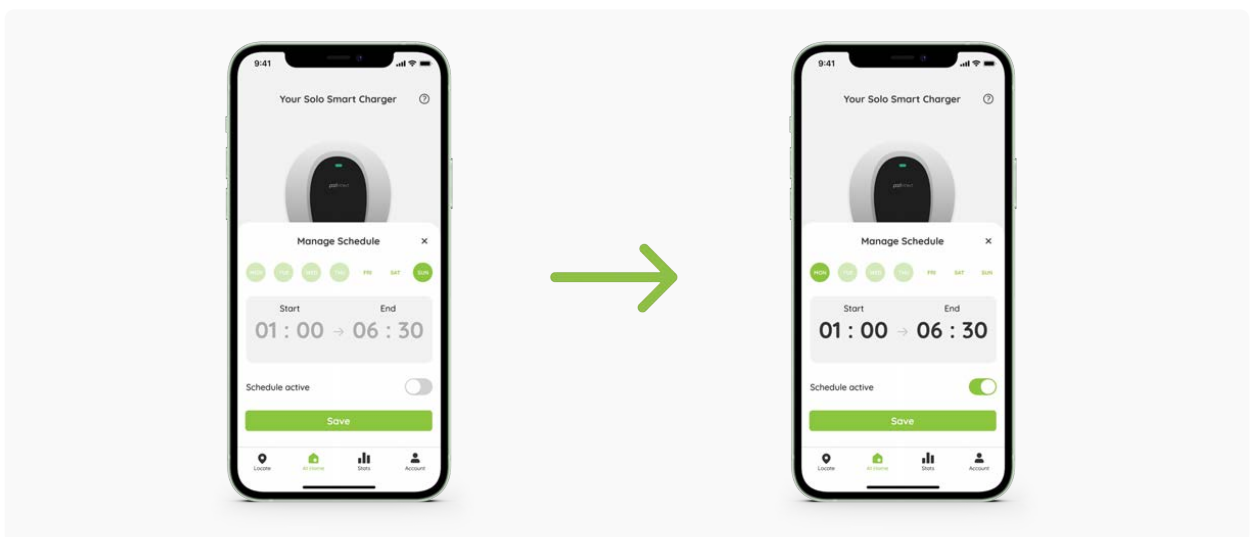 9:41
Your Solo Smart Charger ?
Manage Schedule ×
MON TUE WED THU FRI SAT SUN
Start End
01 : 00 → 06 : 30
Schedule active
Save
Locate At Home Stats Account
9:41
Your Solo Smart Charger ?
Manage Schedule ×
MON TUE WED THU FRI SAT SUN
Start End
01 : 00 → 06 : 30
Schedule active
Save
Locate At Home Stats Account